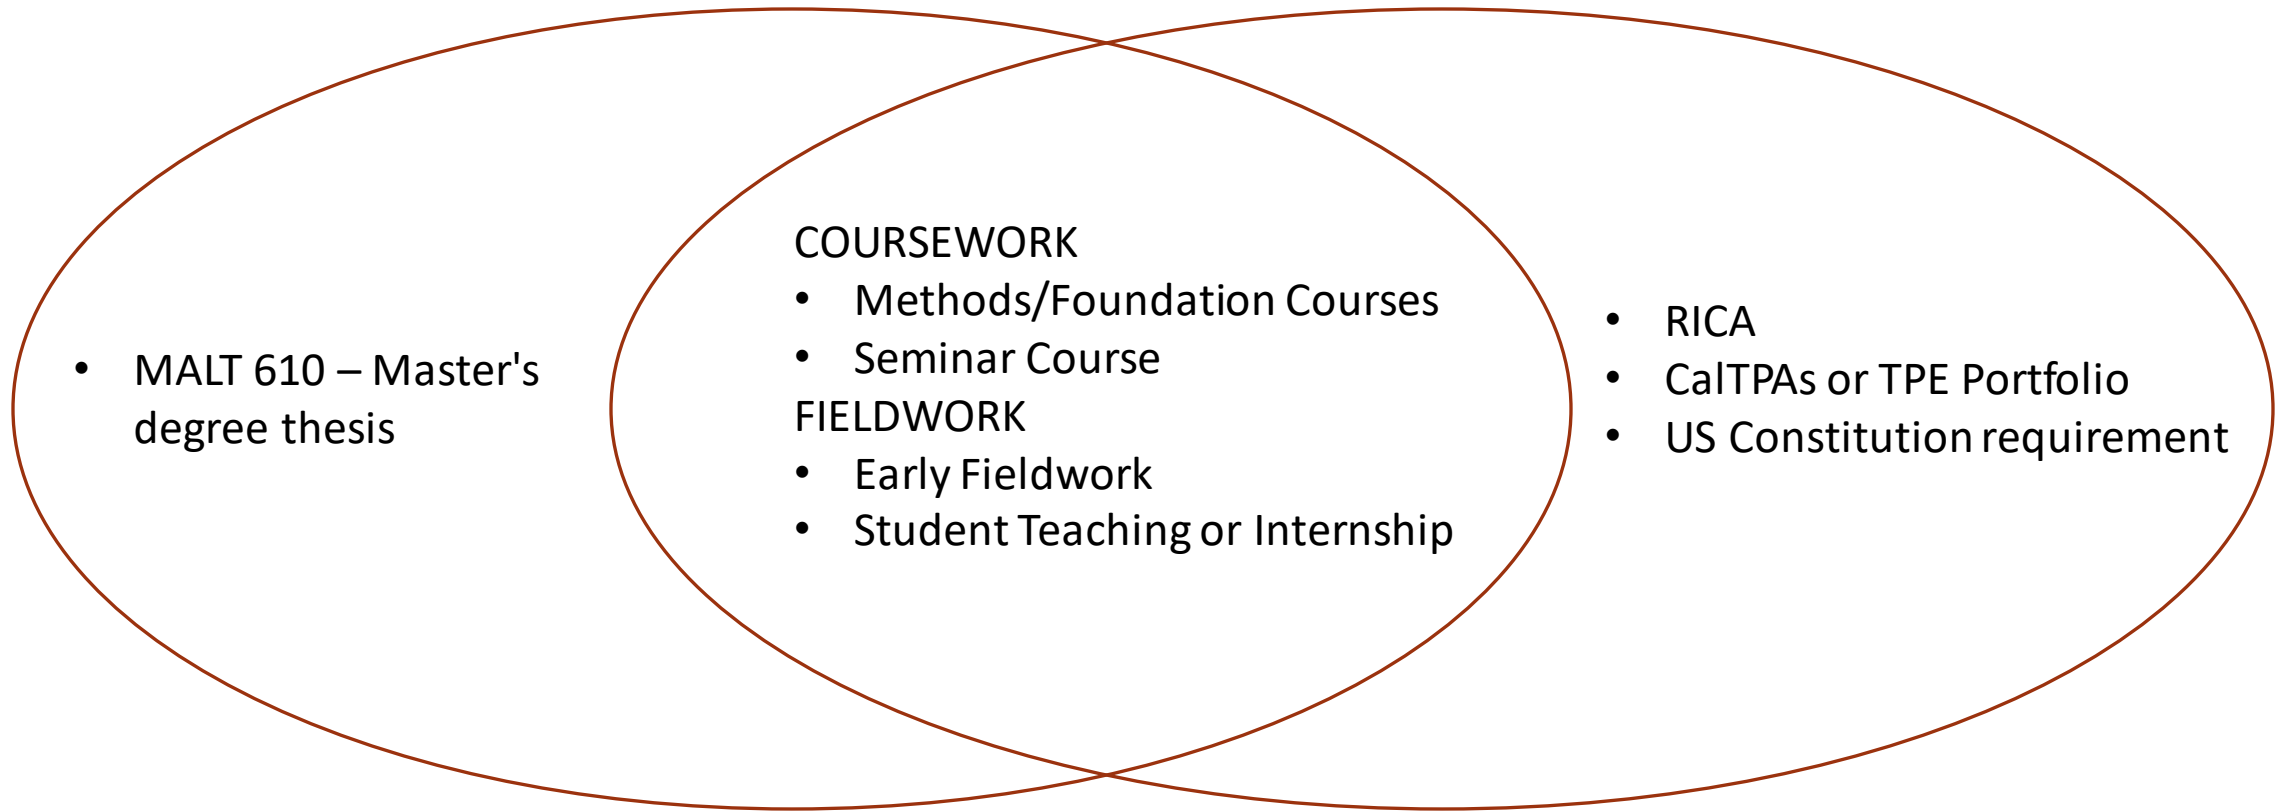 • MALT 610 – Master's
degree thesis
COURSEWORK
• Methods/Foundation Courses
• Seminar Course
FIELDWORK
• Early Fieldwork
• Student Teaching or Internship
• RICA
• CalTPAs or TPE Portfolio
• US Constitution requirement